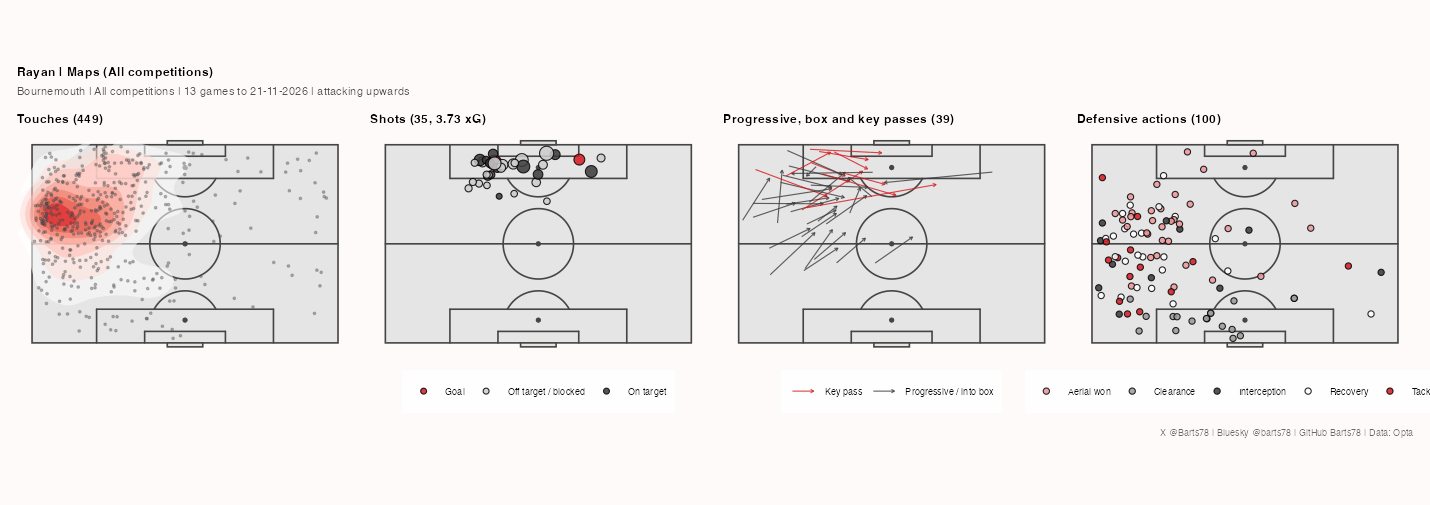 Rayan | Maps (All competitions)
Bournemouth | All competitions | 13 games to 21-11-2026 | attacking upwards
Touches (449)
Shots (35, 3.73 xG)
Progressive, box and key passes (39)
Defensive actions (100)
Goal Off target / blocked On target
Key pass Progressive / into box
Aerial won Clearance Interception Recovery Tack
X @Barts78 | Bluesky @barts78 | GitHub Barts78 | Data: Opta